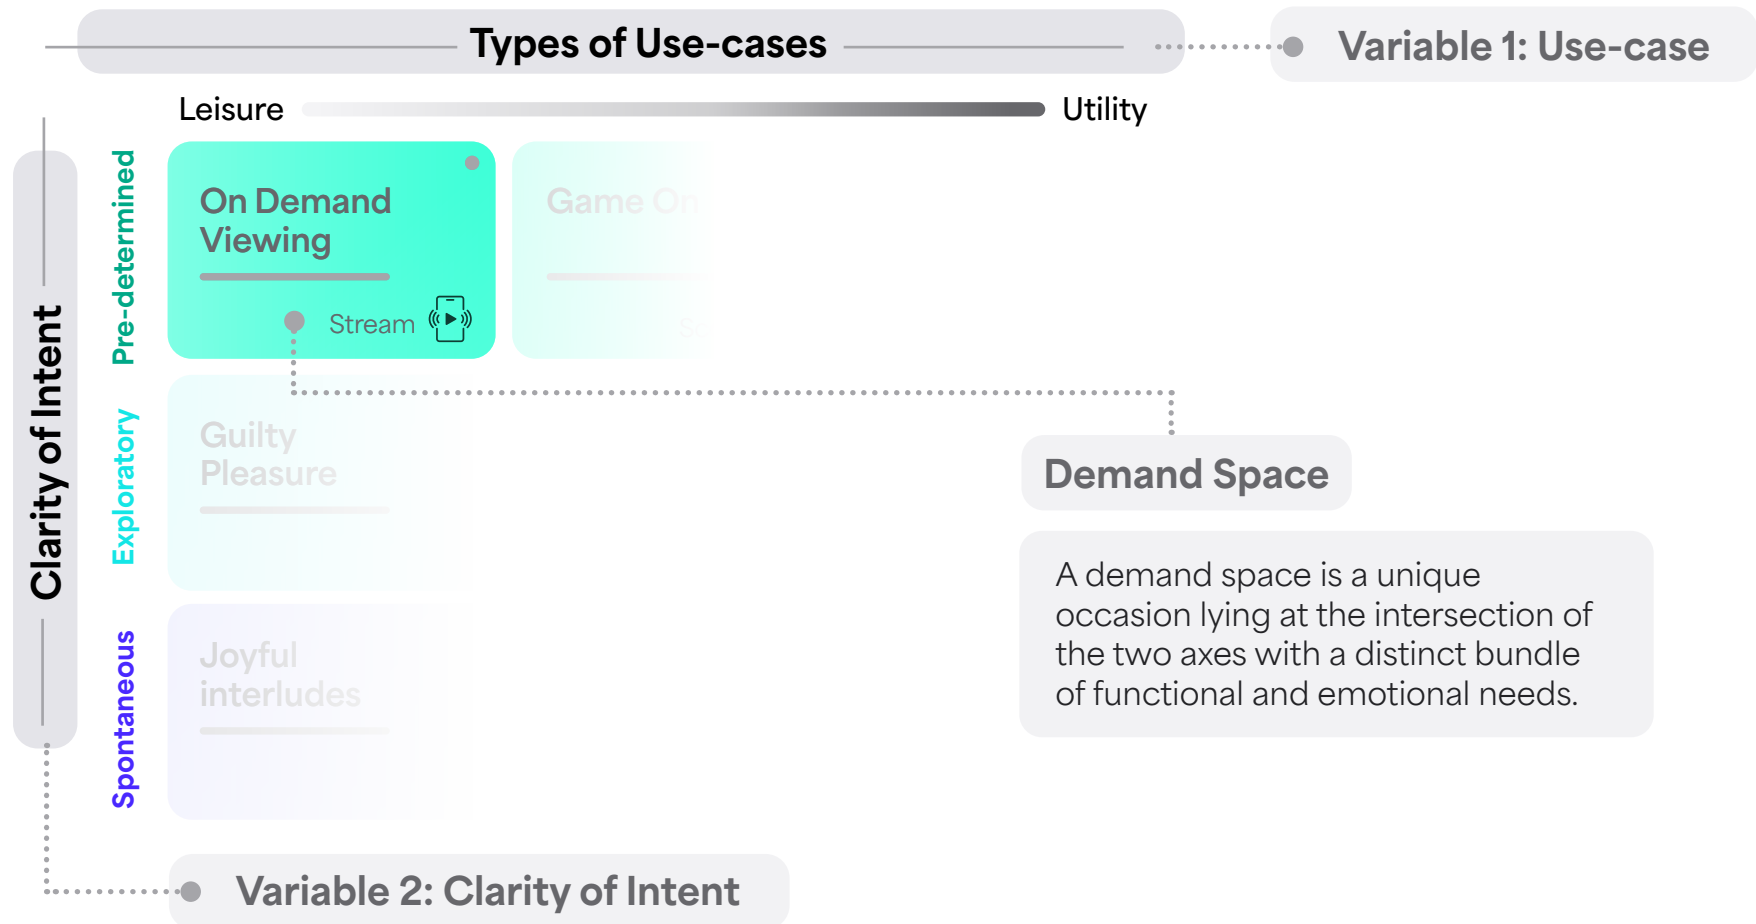 Types of Use-cases
Variable 1: Use-case
Leisure
Utility
Clarity of Intent
Pre-determined
On Demand
Viewing
Stream
Game On
Exploratory
Guilty
Pleasure
Demand Space
A demand space is a unique
occasion lying at the intersection of
the two axes with a distinct bundle
of functional and emotional needs.
Spontaneous
Joyful
interludes
Variable 2: Clarity of Intent